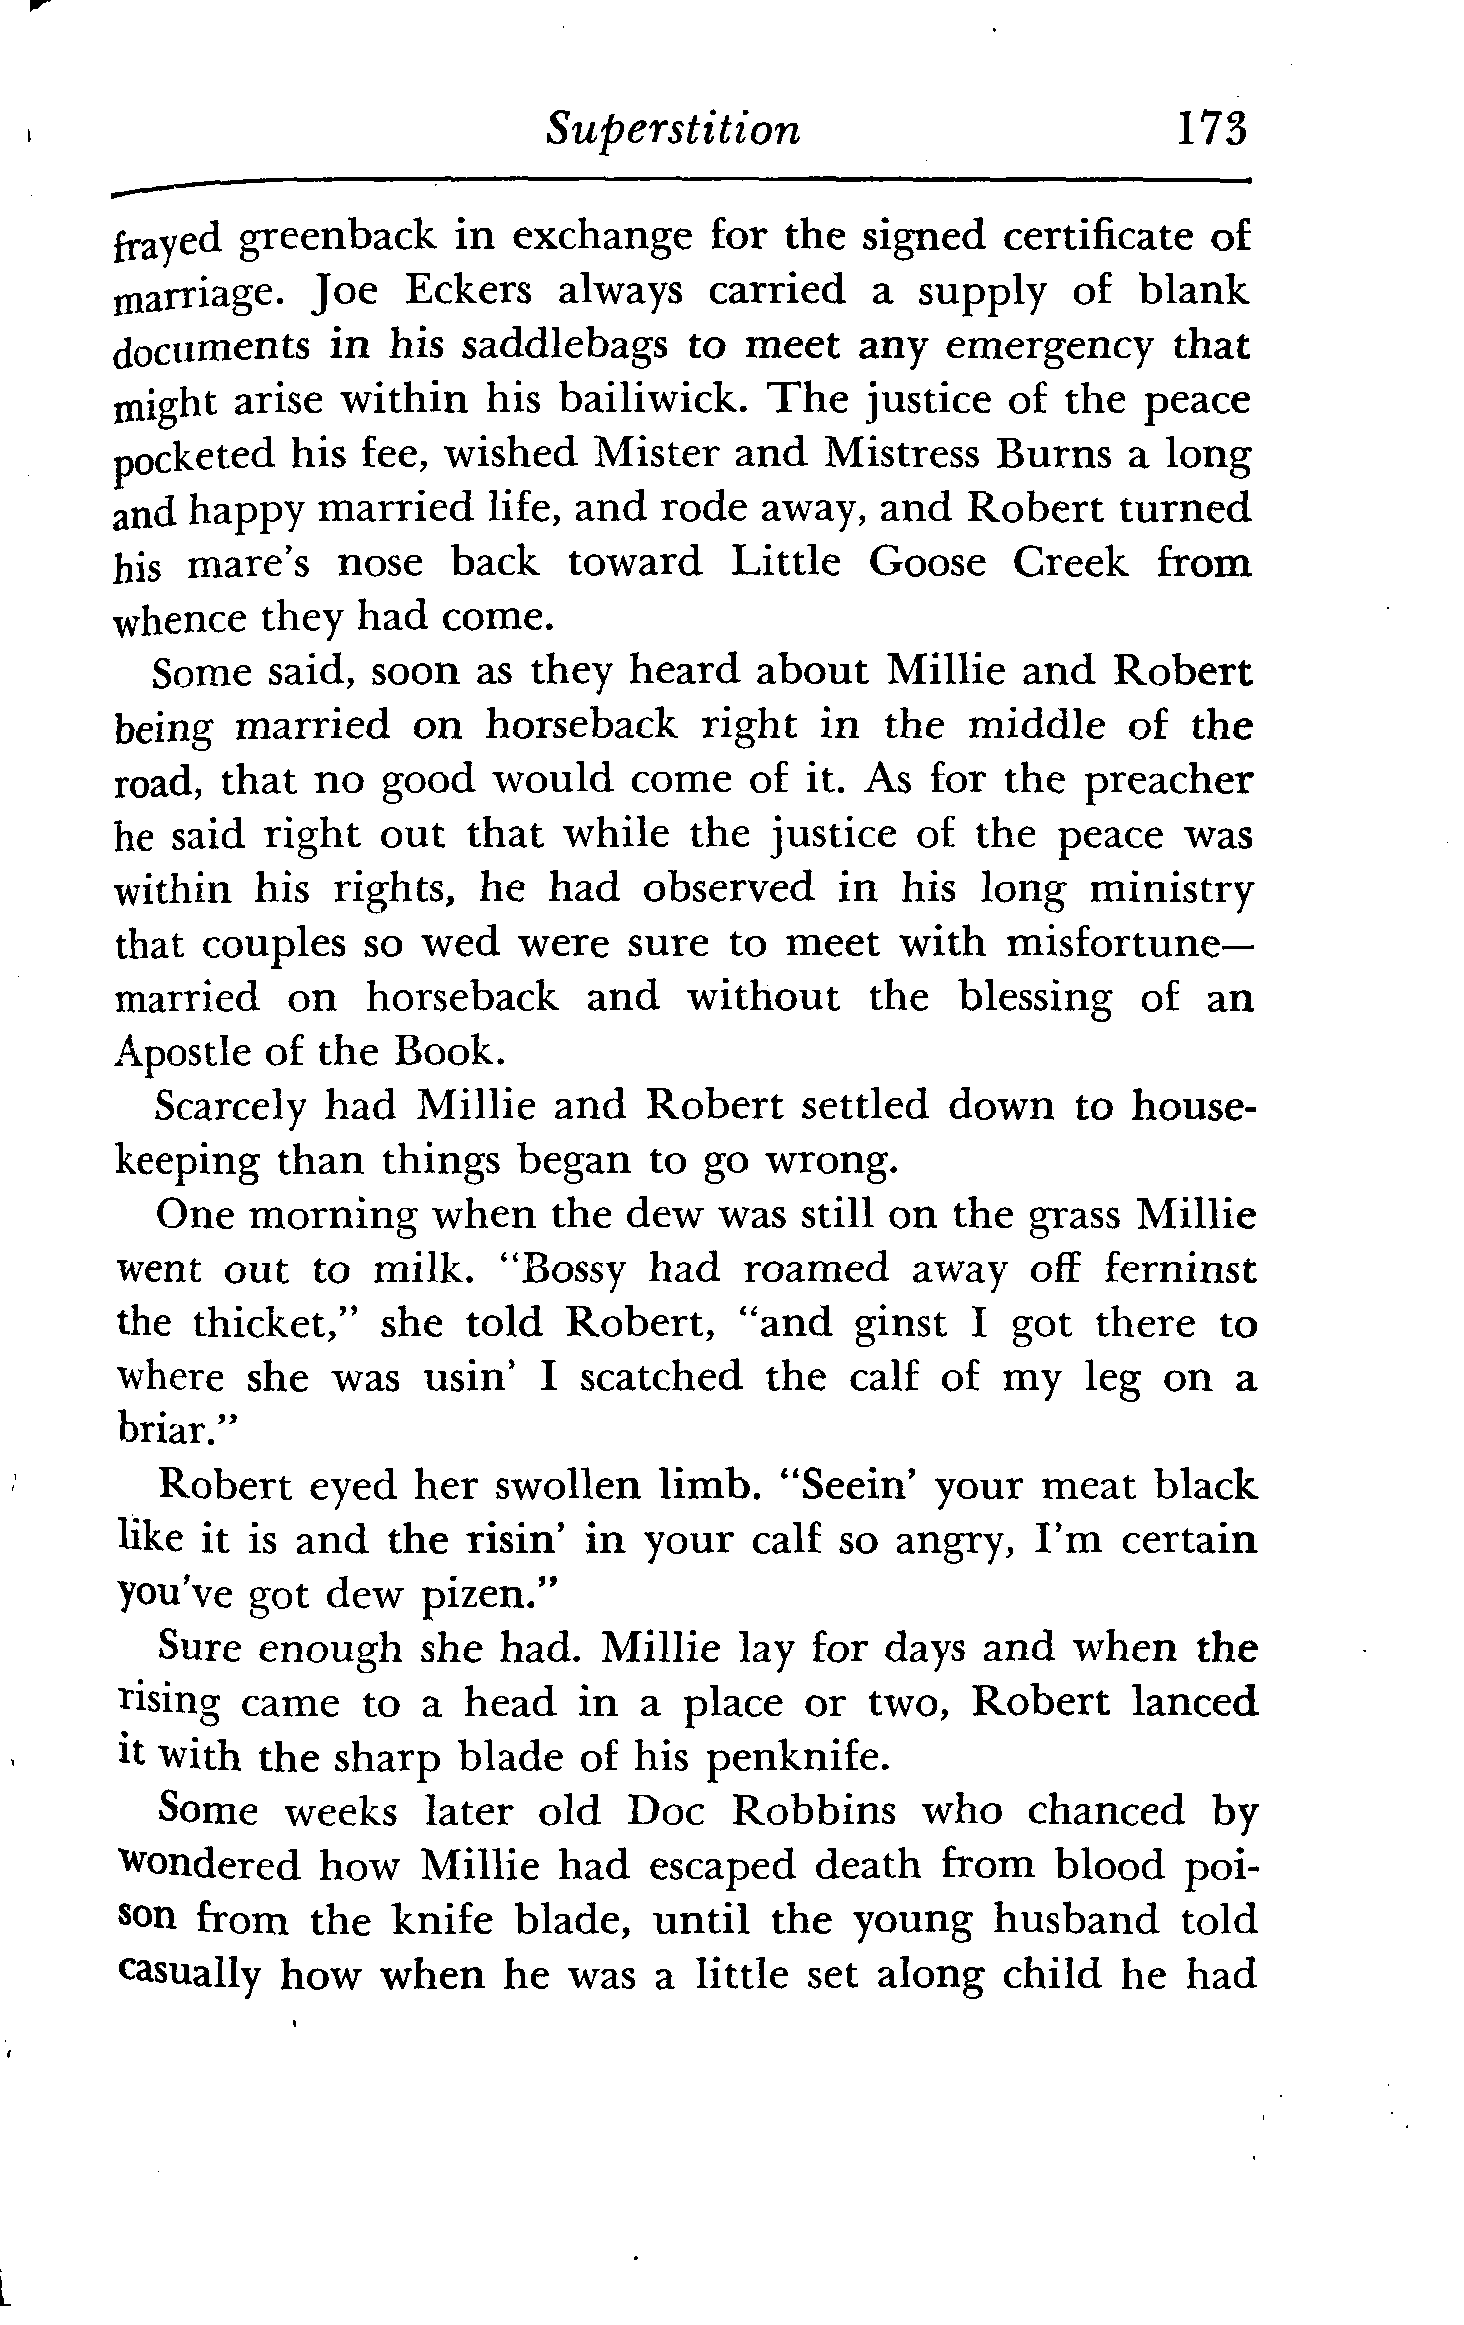 Superstition 173
frayed greenback in exchange for the signed certificate of
marriage. Joe Eckers always carried a supply of blank
documents in his saddlebags to meet any emergency that
might arise within his bailiwick. The justice of the peace
pocketed his fee, wished Mister and Mistress Burns a long
and happy married life, and rode away, and Robert turned
his mare's nose back toward Little Goose Creek from
whence they had come.
Some said, soon as they heard about Millie and Robert
being married on horseback right in the middle of the
road, that no good would come of it. As for the preacher
he said right out that while the justice of the peace was
within his rights, he had observed in his long ministry
that couples so wed were sure to meet with misfortune—
married on horseback and without the blessing of an
Apostle of the Book.
Scarcely had Millie and Robert settled down to house-
keeping than things began to go wrong.
One morning when the dew was still on the grass Millie
went out to milk. “Bossy had roamed away off ferninst
the thicket,” she told Robert, “and ginst I got there to
where she was usin’ I scatched the calf of my leg on a
briar.”
Robert eyed her swollen limb. “Seein’ your meat black
like it is and the risin’ in your calf so angry, I'm certain
you've got dew pizen.”
Sure enough she had. Millie lay for days and when the
rising came to a head in a place or two, Robert lanced
it with the sharp blade of his penknife.
Some weeks later old Doc Robbins who chanced by
wondered how Millie had escaped death from blood poi-
son from the knife blade, until the young husband told
casually how when he was a little set along child he had